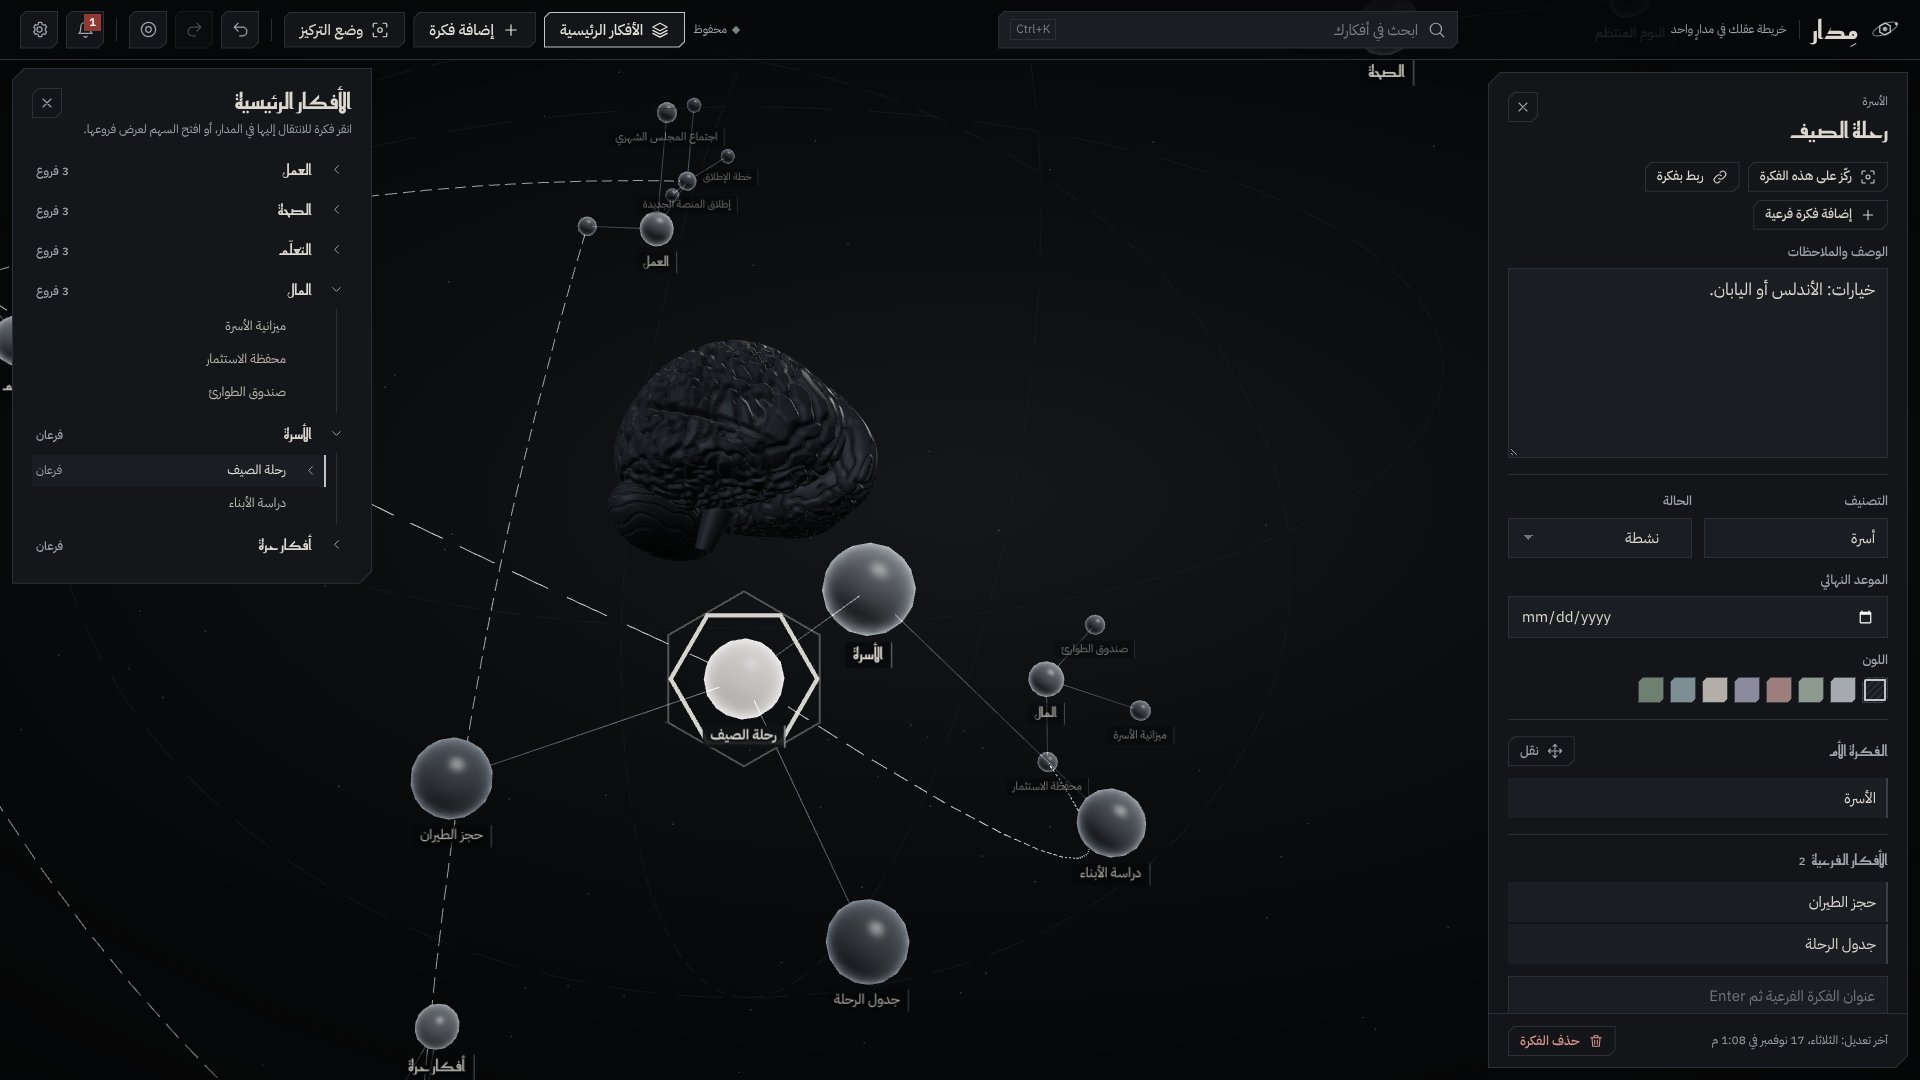 مدار
خريطة عقلك في مدارٍ واحد
النوم المنتظم
ابحث في أفكارك
Ctrl+K
محفوظ
الأفكار الرئيسية
إضافة فكرة
وضع التركيز
1
الأسرة
رحلة الصيف
ركّز على هذه الفكرة
ربط بفكرة
إضافة فكرة فرعية
الوصف والملاحظات
خيارات: الأندلس أو اليابان.
التصنيف
الحالة
أسرة
نشطة
الموعد النهائي
mm/dd/yyyy
اللون
الفكرة الأم
نقل
الأسرة
الأفكار الفرعية 2
حجز الطيران
جدول الرحلة
عنوان الفكرة الفرعية ثم Enter
آخر تعديل: الثلاثاء، 17 نوفمبر في 1:08 م
حذف الفكرة
الصحة
اجتماع المجلس الشهري
خطة الإطلاق
إطلاق المنصة الجديدة
العمل
الأسرة
رحلة الصيف
صندوق الطوارئ
المال
ميزانية الأسرة
محفظة الاستثمار
دراسة الأبناء
حجز الطيران
جدول الرحلة
أفكار حرة
الأفكار الرئيسية
انقر فكرة للانتقال إليها في المدار، أو افتح السهم لعرض فروعها.
العمل
3 فروع
الصحة
3 فروع
التعلّم
3 فروع
المال
3 فروع
ميزانية الأسرة
محفظة الاستثمار
صندوق الطوارئ
الأسرة
فرعان
رحلة الصيف
فرعان
دراسة الأبناء
أفكار حرة
فرعان